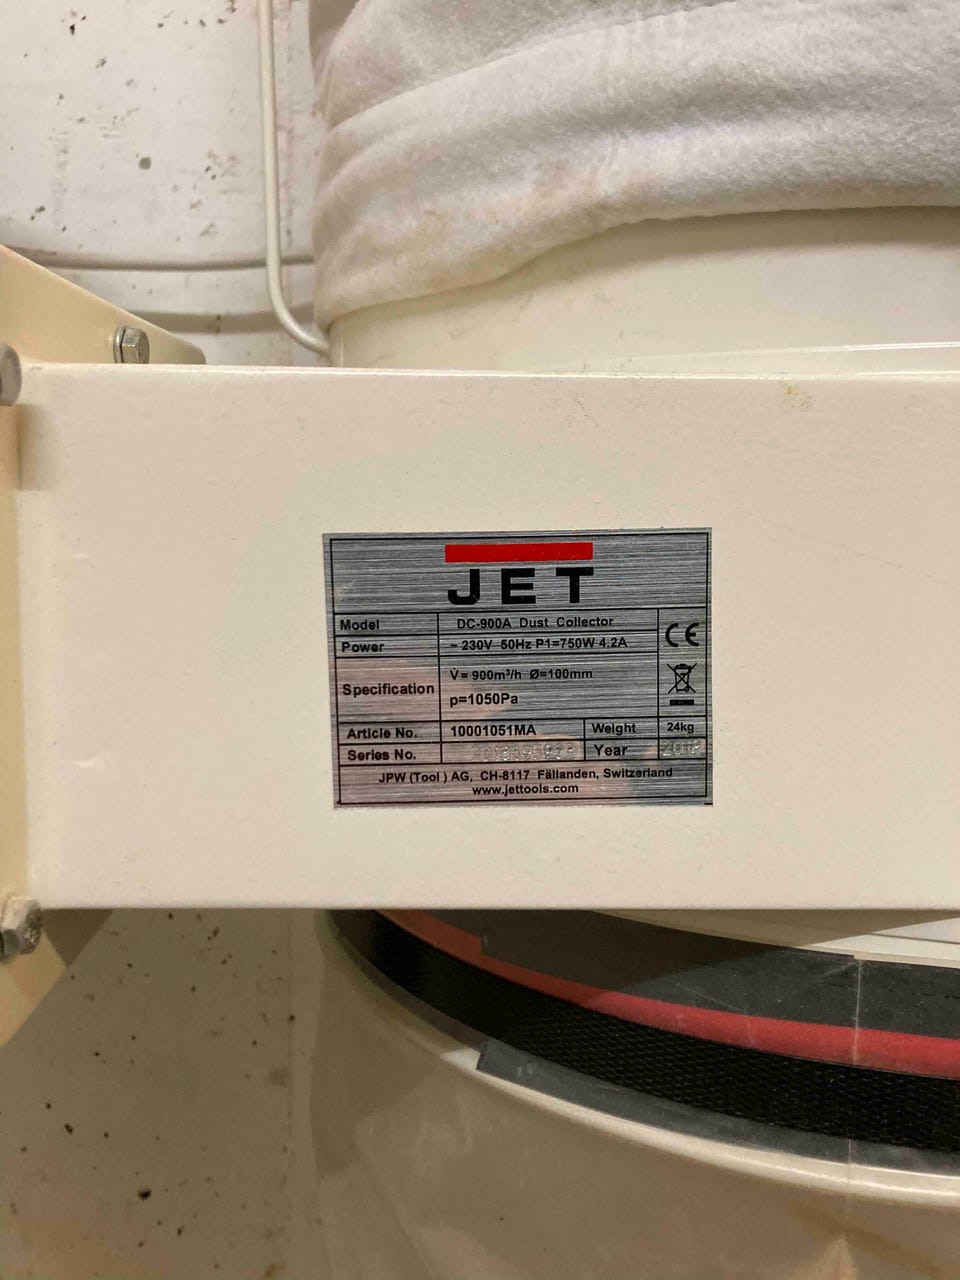 JET
Model DC-900A Dust Collector
CE
Power ~ 230V 50Hz P1=750W 4.2A
Specification V̇= 900m³/h Ø=100mm
p=1050Pa
Article No. 10001051MA Weight 24kg
Series No. Year
JPW (Tool ) AG, CH-8117 Fällanden, Switzerland
www.jettools.com